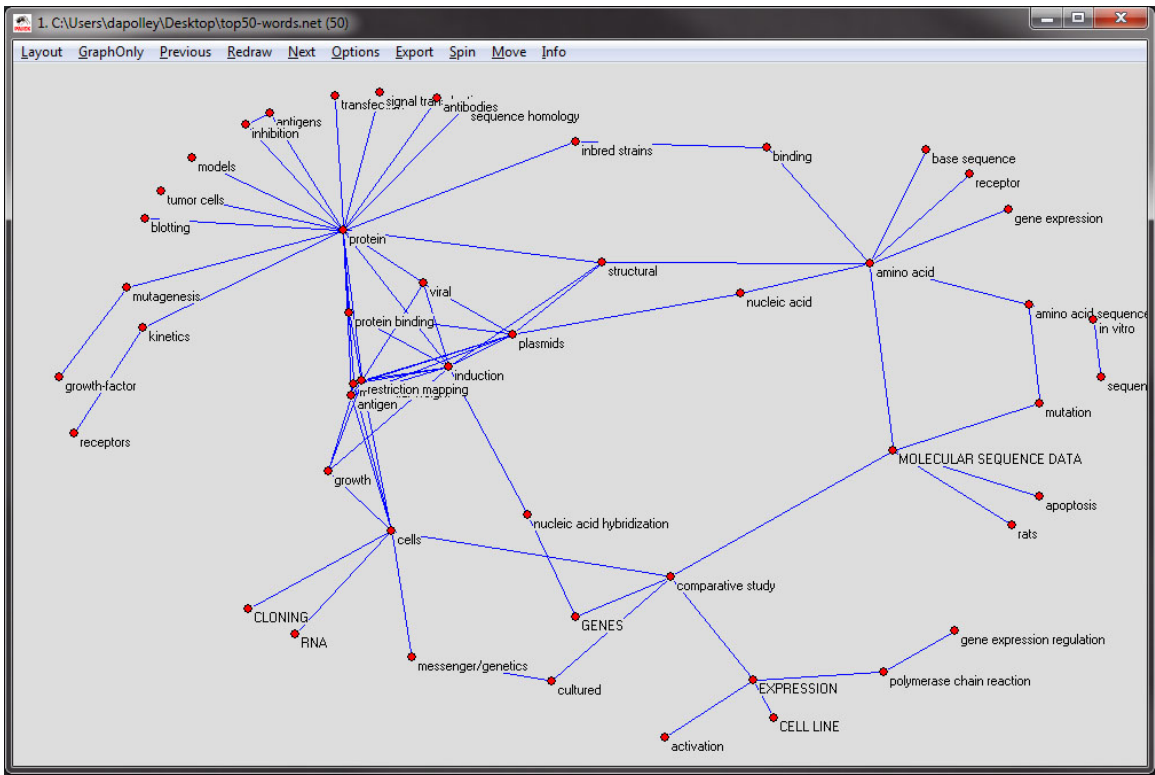 1. C:\Users\dapolley\Desktop\top50-words.net (50)
Layout GraphOnly Previous Redraw Next Options Export Spin Move Info
signal
antibodies
sequence homology
antigens
inhibition
models
tumor cells
blotting
protein
inbred strains
binding
base sequence
receptor
gene expression
structural
amino acid
viral
nucleic acid
mutagenesis
amino acid sequence
protein binding
in vitro
kinetics
plasmids
induction
restriction mapping
growth-factor
antigen
mutation
receptors
MOLECULAR SEQUENCE DATA
growth
apoptosis
nucleic acid hybridization
rats
cells
comparative study
CLONING
GENES
RNA
gene expression regulation
messenger/genetics
polymerase chain reaction
cultured
EXPRESSION
CELL LINE
activation